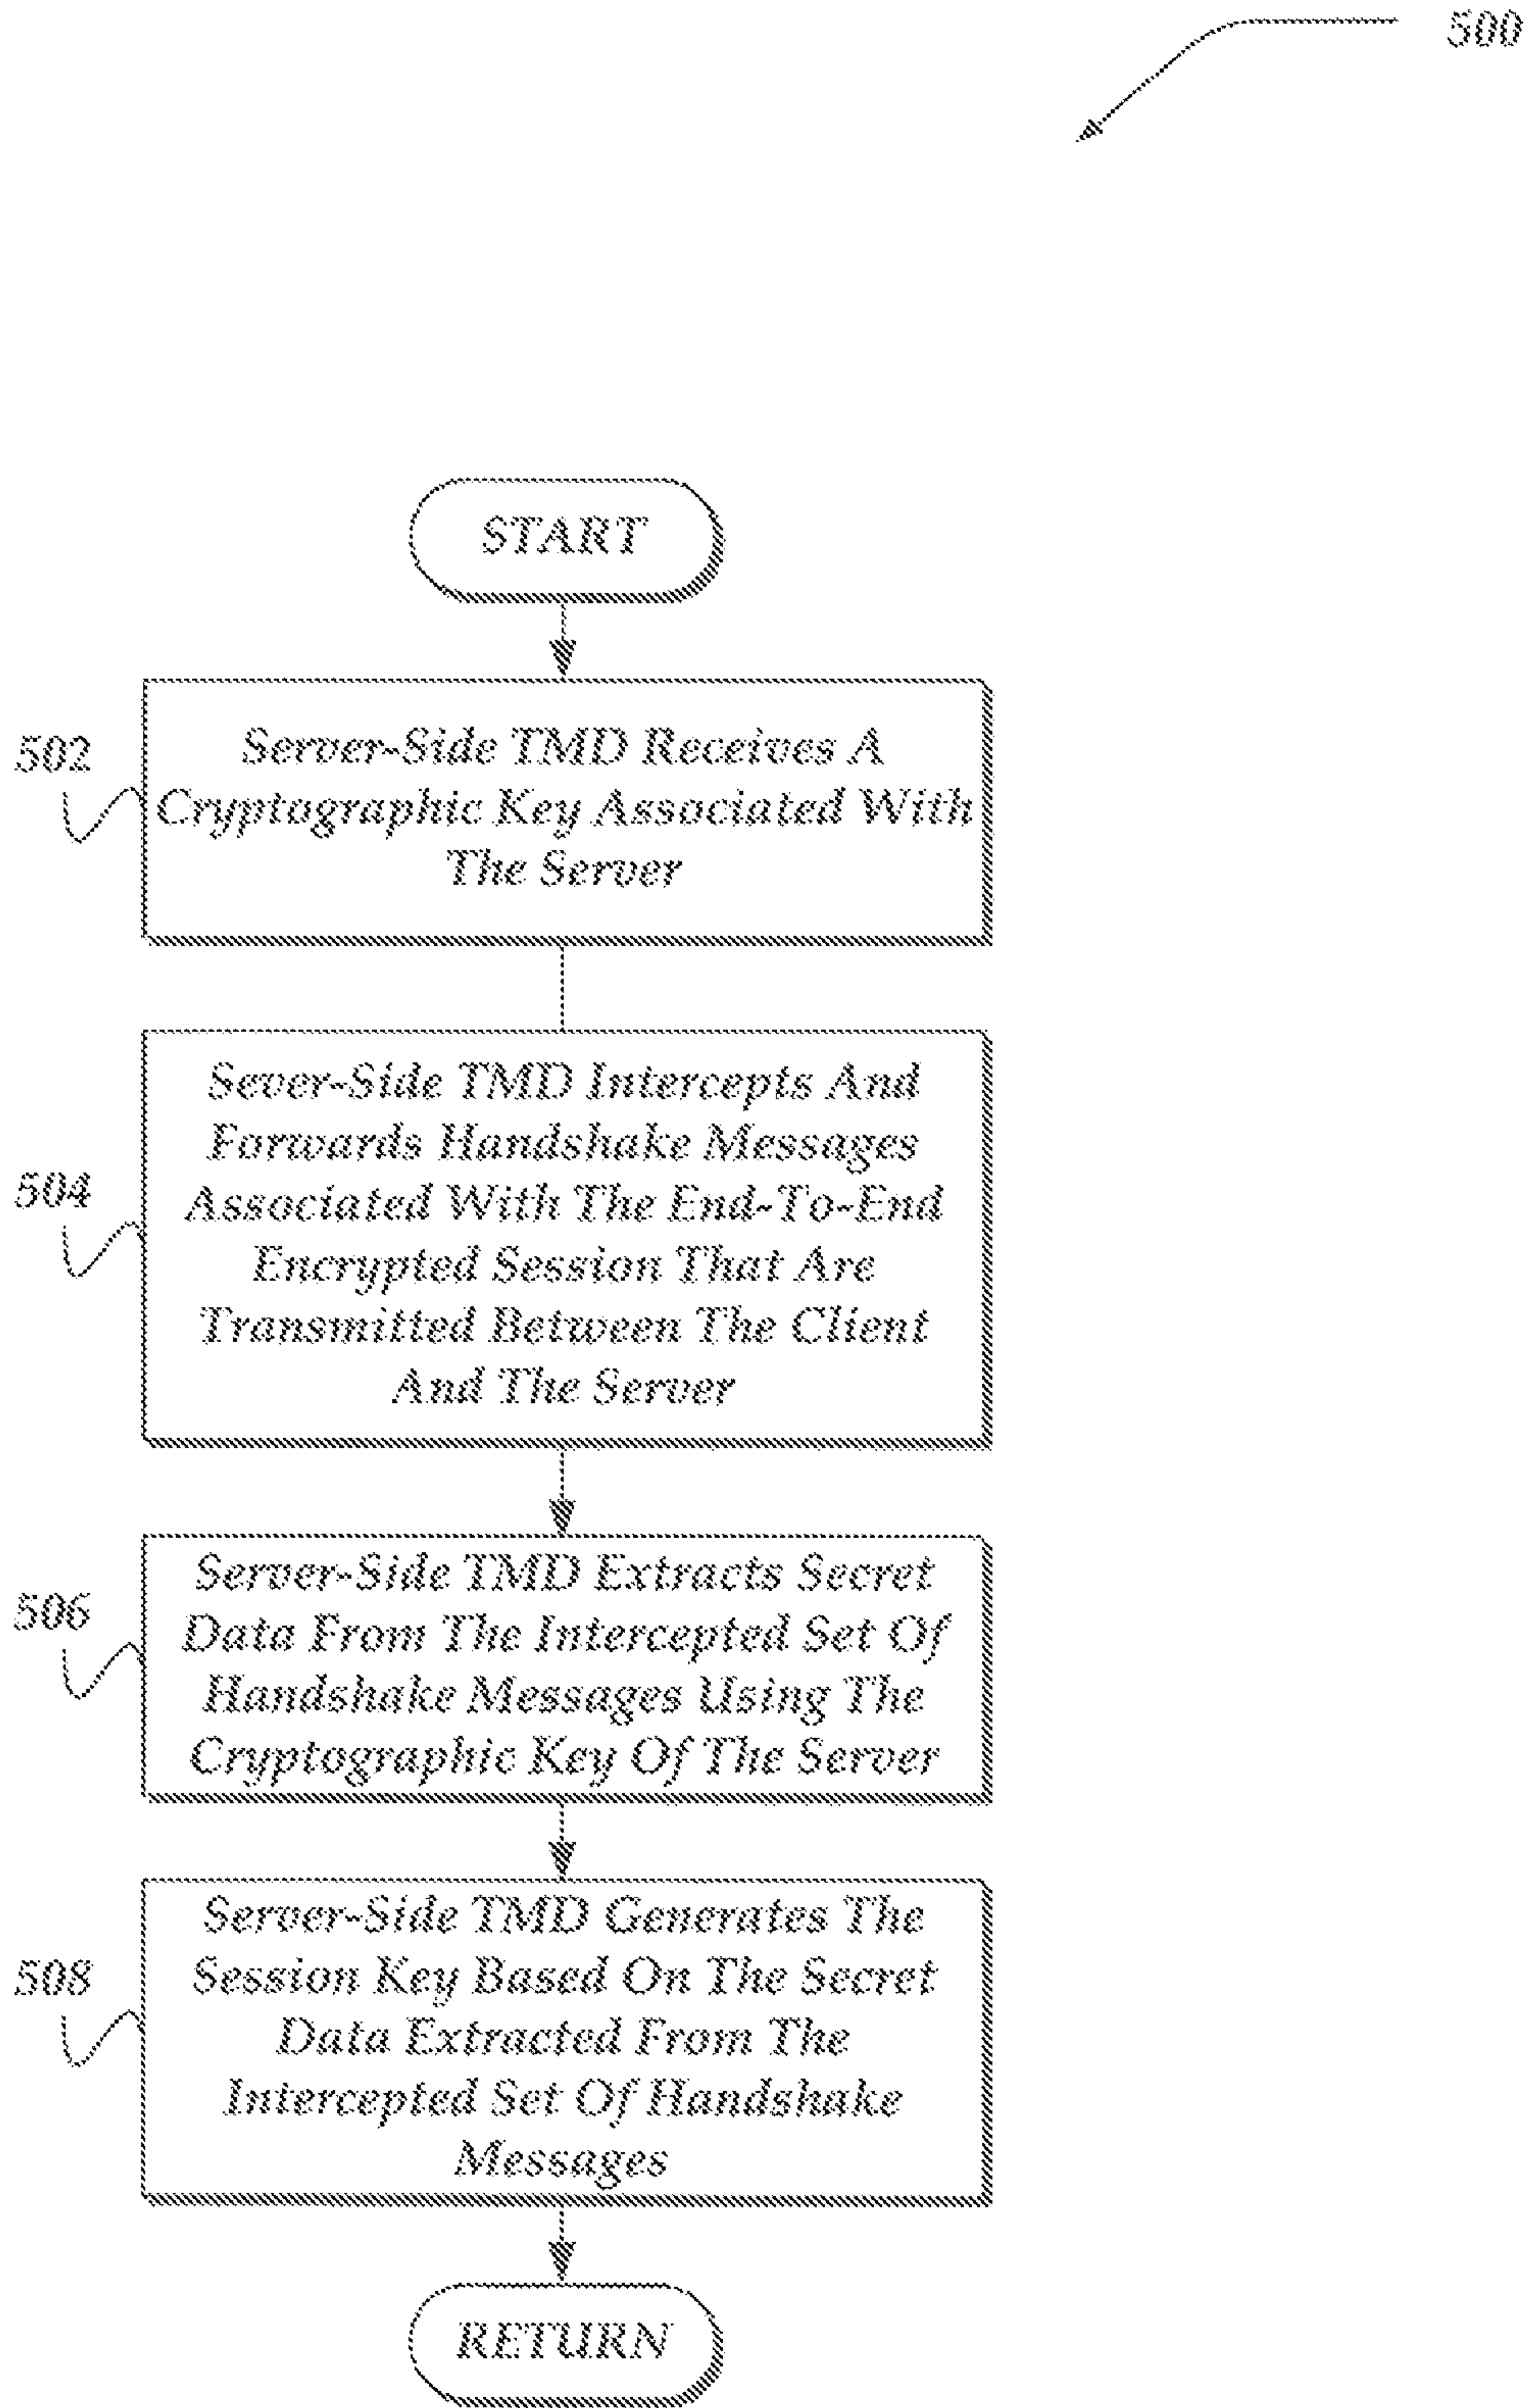 500
START
502
Server-Side TMD Receives A
Cryptographic Key Associated With
The Server
504
Sever-Side TMD Intercepts And
Forwards Handshake Messages
Associated With The End-To-End
Encrypted Session That Are
Transmitted Between The Client
And The Server
506
Server-Side TMD Extracts Secret
Data From The Intercepted Set Of
Handshake Messages Using The
Cryptographic Key Of The Server
508
Server-Side TMD Generates The
Session Key Based On The Secret
Data Extracted From The
Intercepted Set Of Handshake
Messages
RETURN